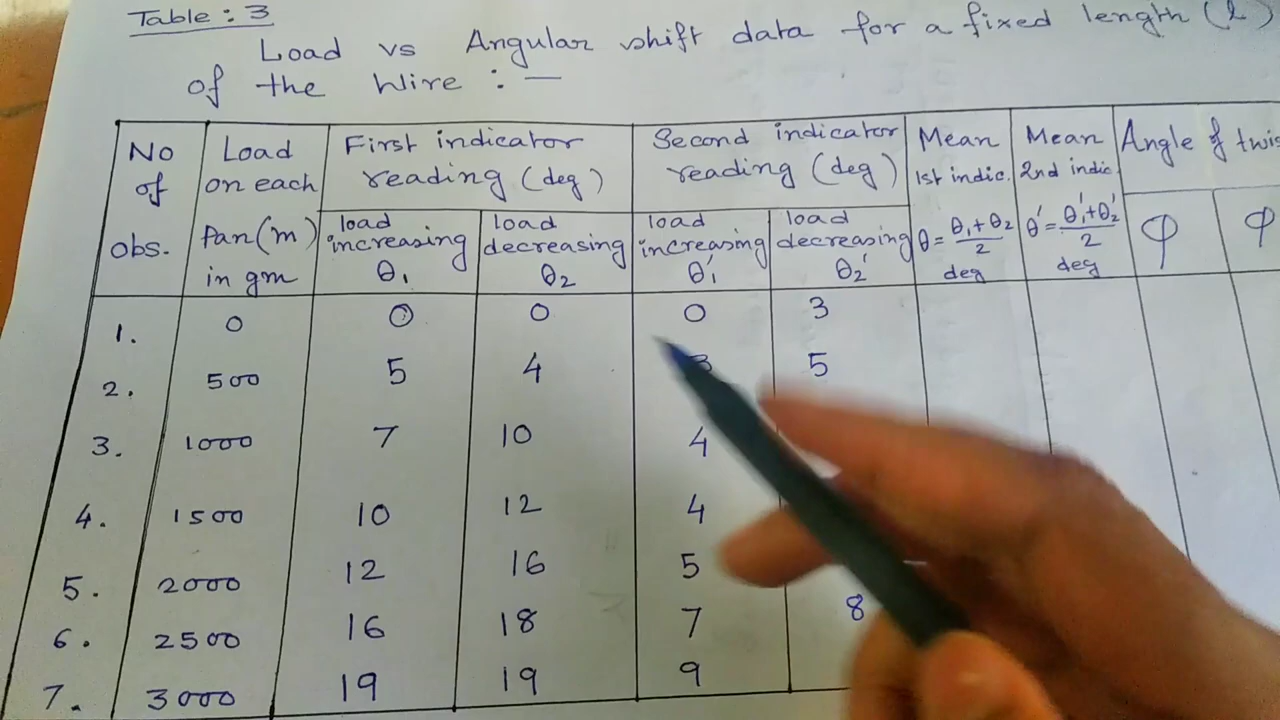 Table : 3
Load vs Angular shift data for a fixed length (l)
of the Wire : —
No of obs.
Load on each Pan (m) in gm
First indicator reading (deg)
Second indicator reading (deg)
Mean 1st indic. θ = θ₁ + θ₂ / 2 deg
Mean 2nd indic. θ' = θ₁' + θ₂' / 2 deg
Angle of twis
load increasing θ₁
load decreasing θ₂
load increasing θ₁'
load decreasing θ₂'
φ
φ
1. 0 0 0 0 3
2. 500 5 4 5
3. 1000 7 10 4
4. 1500 10 12 4
5. 2000 12 16 5
6. 2500 16 18 7 8
7. 3000 19 19 9